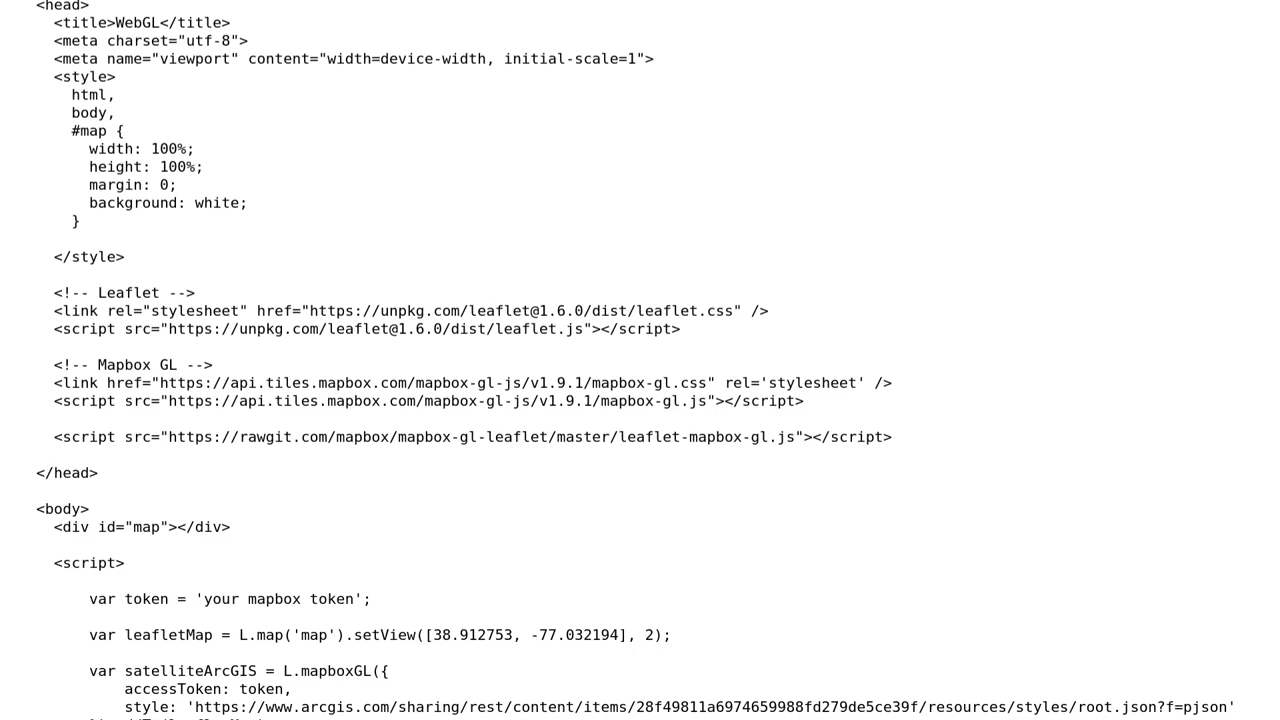 <head>
<title>WebGL</title>
<meta charset="utf-8">
<meta name="viewport" content="width=device-width, initial-scale=1">
<style>
html,
body,
#map {
width: 100%;
height: 100%;
margin: 0;
background: white;
}
</style>
<!-- Leaflet -->
<link rel="stylesheet" href="https://unpkg.com/leaflet@1.6.0/dist/leaflet.css" />
<script src="https://unpkg.com/leaflet@1.6.0/dist/leaflet.js"></script>
<!-- Mapbox GL -->
<link href="https://api.tiles.mapbox.com/mapbox-gl-js/v1.9.1/mapbox-gl.css" rel='stylesheet' />
<script src="https://api.tiles.mapbox.com/mapbox-gl-js/v1.9.1/mapbox-gl.js"></script>
<script src="https://rawgit.com/mapbox/mapbox-gl-leaflet/master/leaflet-mapbox-gl.js"></script>
</head>
<body>
<div id="map"></div>
<script>
var token = 'your mapbox token';
var leafletMap = L.map('map').setView([38.912753, -77.032194], 2);
var satelliteArcGIS = L.mapboxGL({
accessToken: token,
style: 'https://www.arcgis.com/sharing/rest/content/items/28f49811a6974659988fd279de5ce39f/resources/styles/root.json?f=pjson'